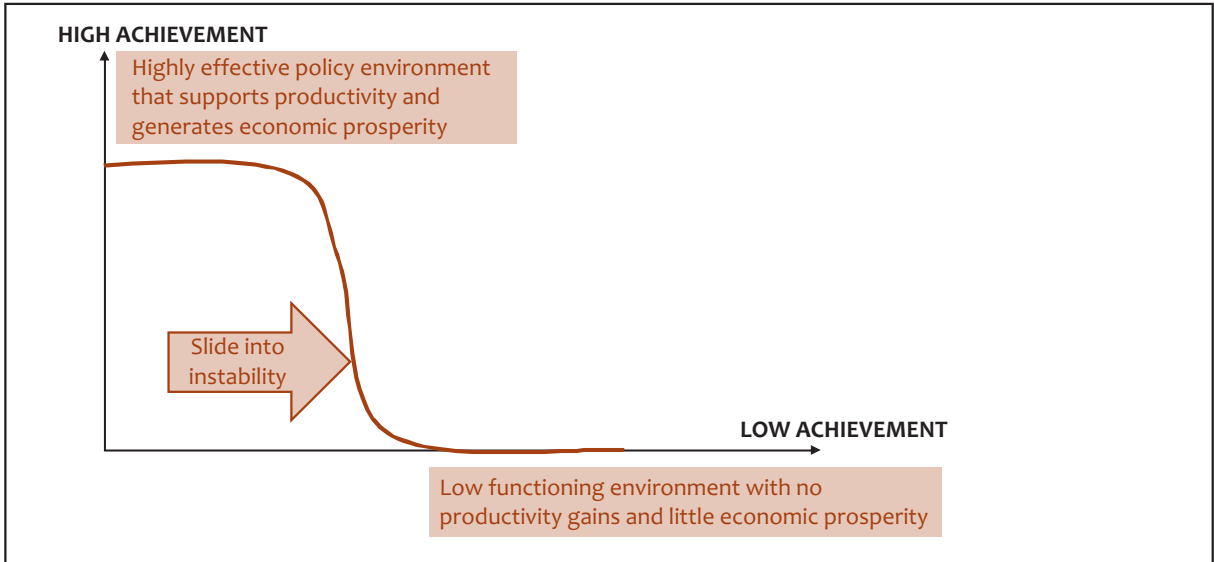 HIGH ACHIEVEMENT
Highly effective policy environment
that supports productivity and
generates economic prosperity
Slide into
instability
LOW ACHIEVEMENT
Low functioning environment with no
productivity gains and little economic prosperity